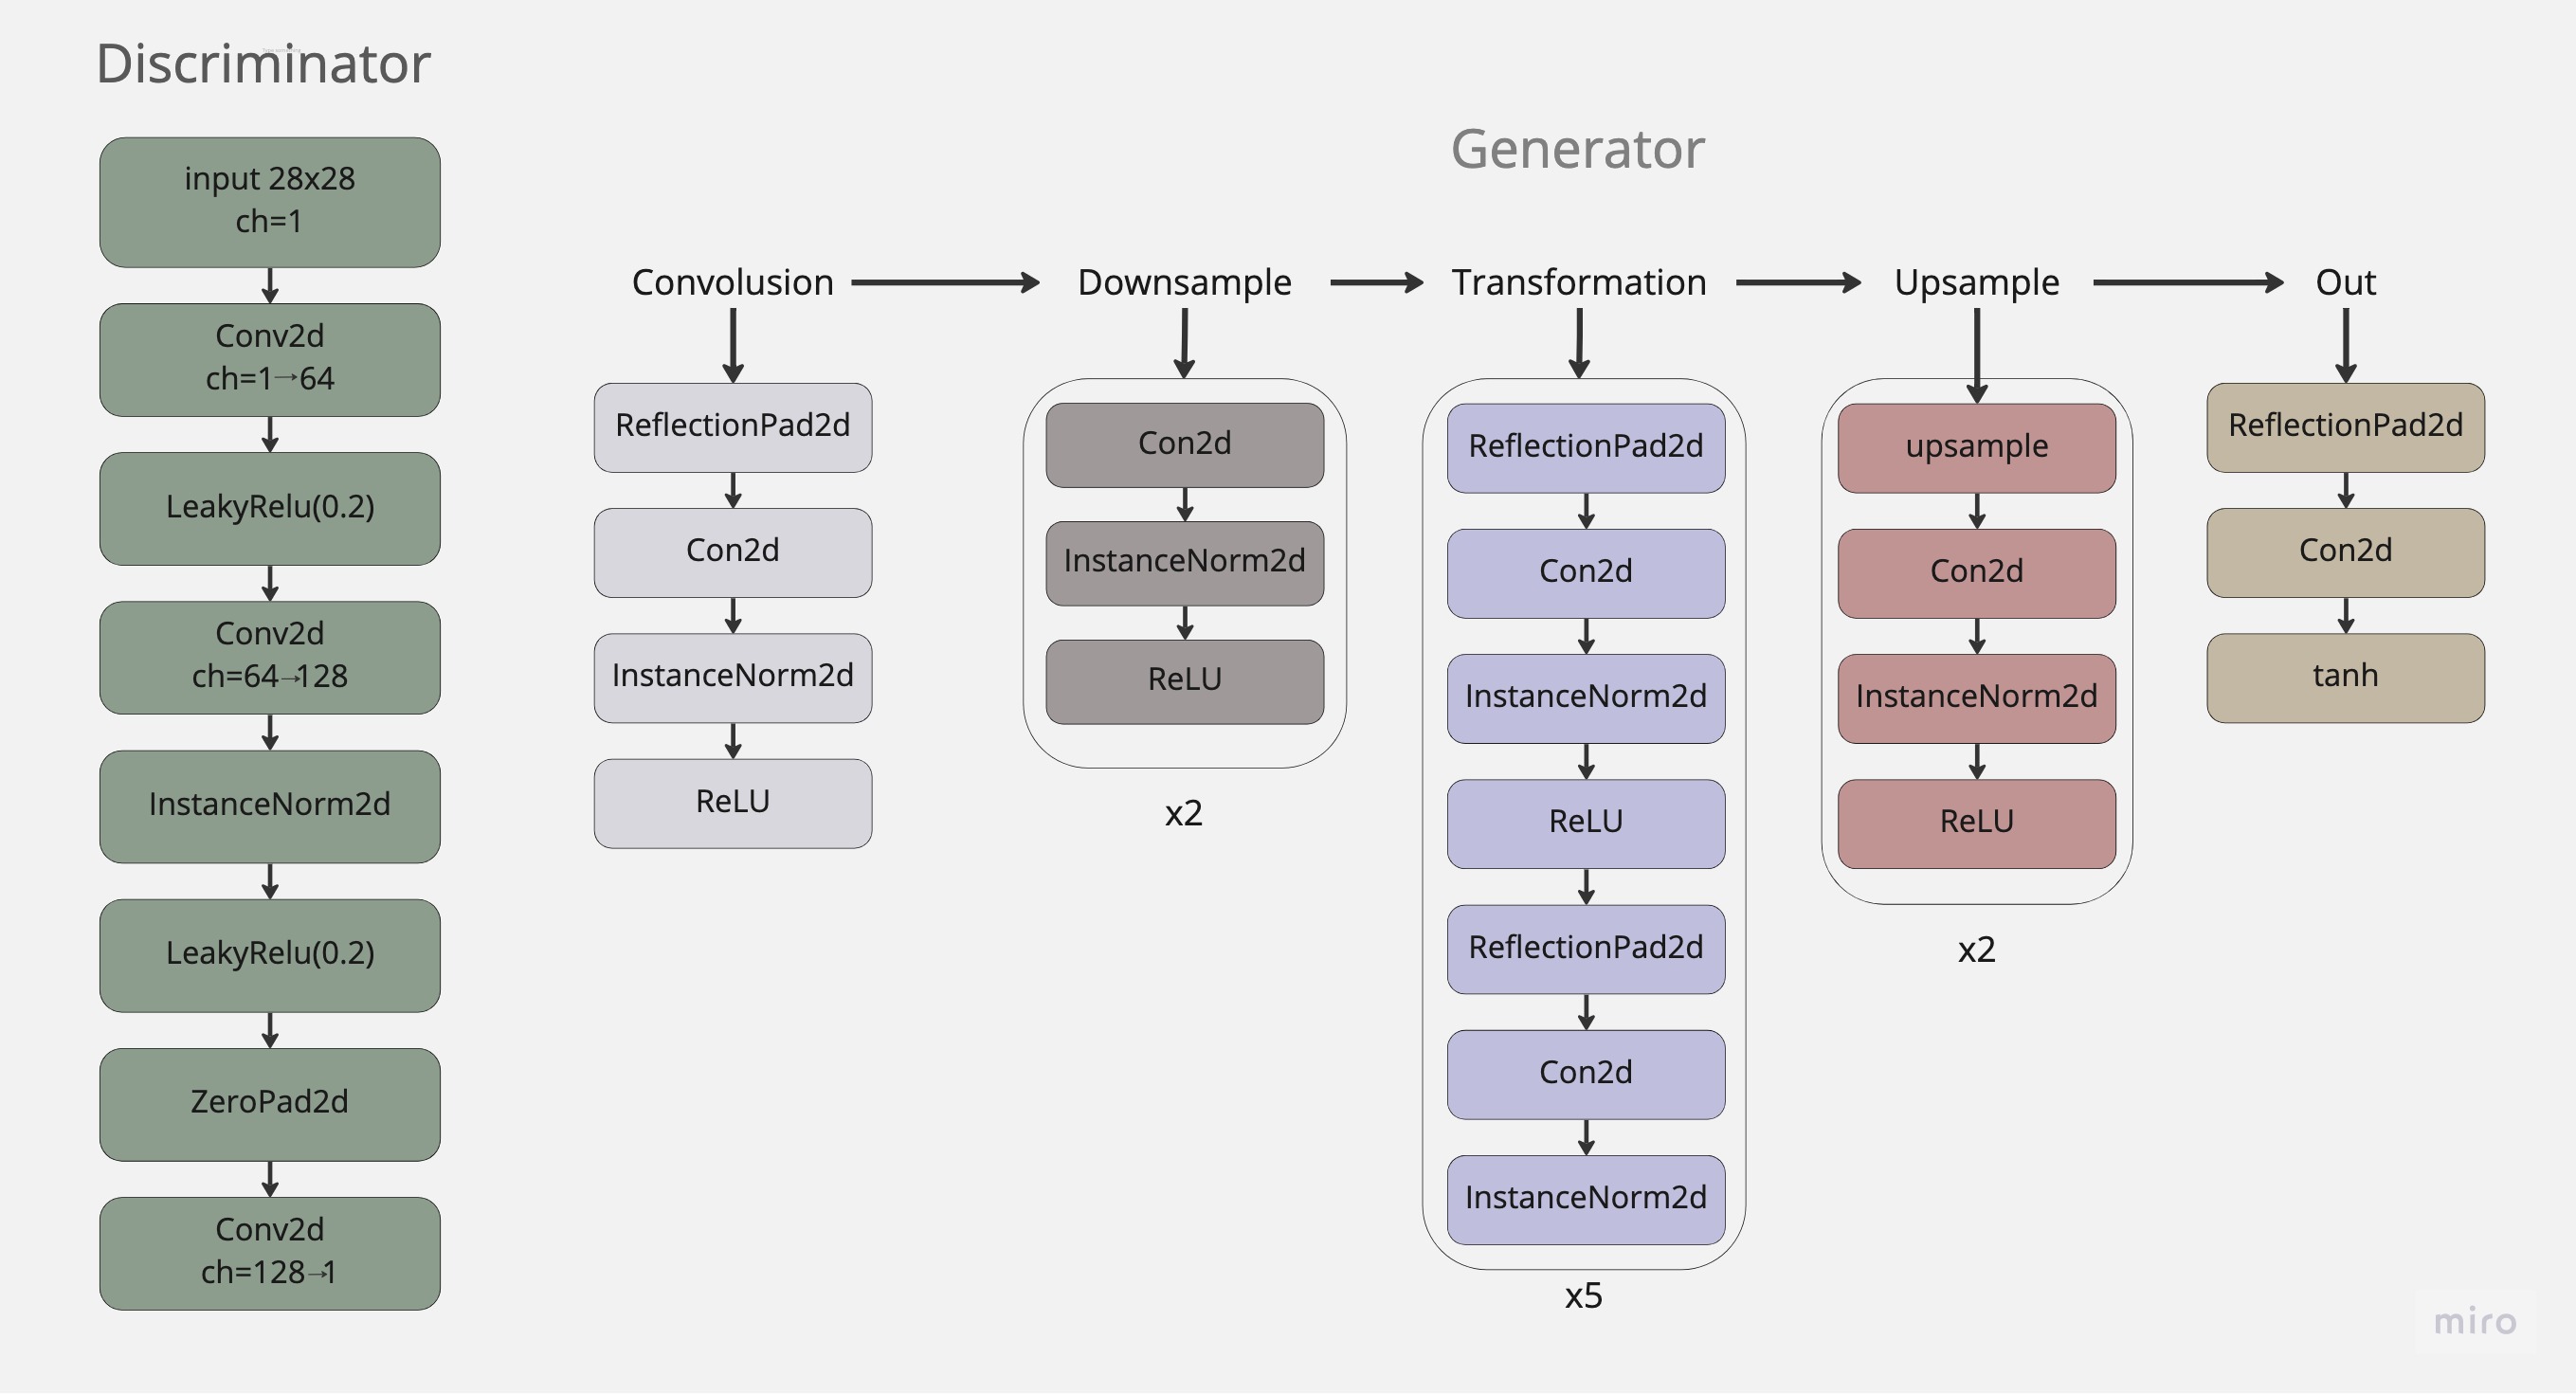 Discriminator
input 28x28
ch=1
Conv2d
ch=1→64
LeakyRelu(0.2)
Conv2d
ch=64→128
InstanceNorm2d
LeakyRelu(0.2)
ZeroPad2d
Conv2d
ch=128→1
Generator
Convolusion
Downsample
Transformation
Upsample
Out
ReflectionPad2d
Con2d
InstanceNorm2d
ReLU
Con2d
InstanceNorm2d
ReLU
x2
ReflectionPad2d
Con2d
InstanceNorm2d
ReLU
ReflectionPad2d
Con2d
InstanceNorm2d
x5
upsample
Con2d
InstanceNorm2d
ReLU
x2
ReflectionPad2d
Con2d
tanh
miro